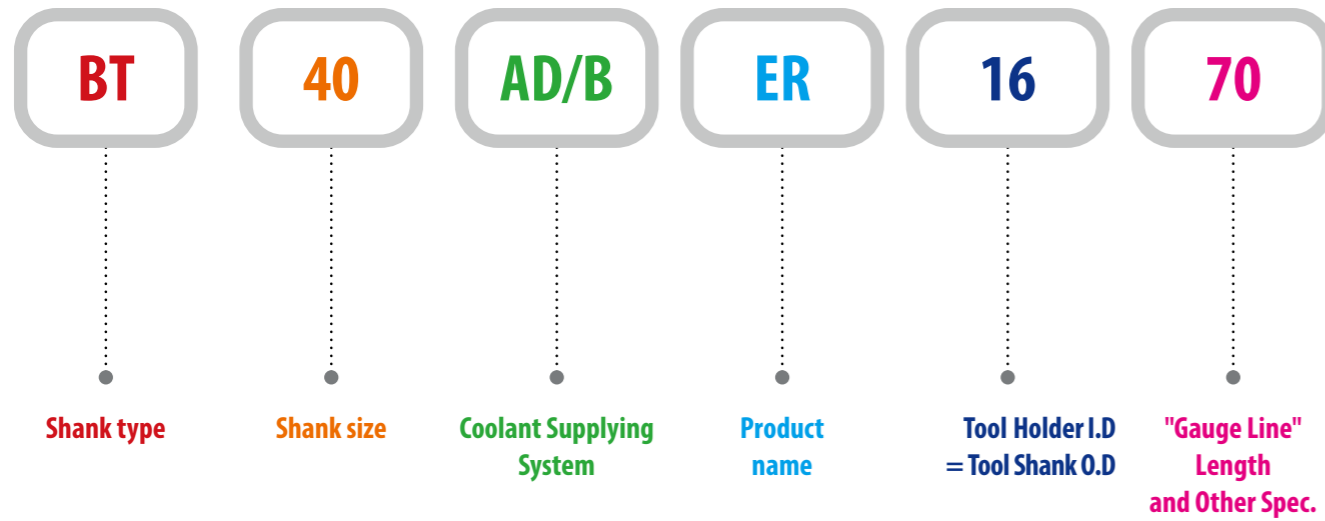 BT 40 AD/B ER 16 70
Shank type
Shank size
Coolant Supplying
System
Product
name
Tool Holder I.D
= Tool Shank O.D
"Gauge Line"
Length
and Other Spec.